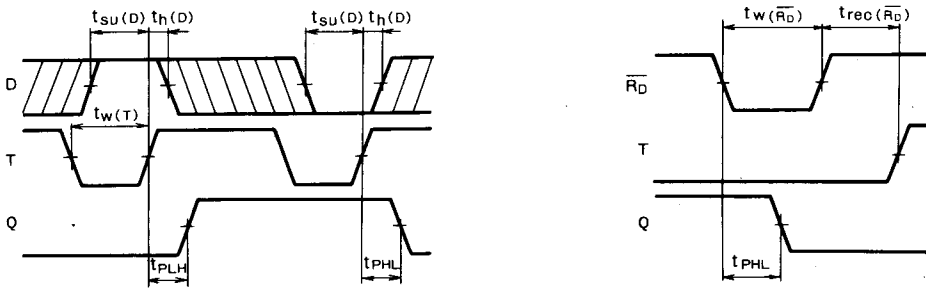 tsu(D) th(D) tsu(D) th(D)
D
tw(T)
T
Q
tPLH tPHL
tw(R̅D̅) trec(R̅D̅)
R̅D̅
T
Q
tPHL